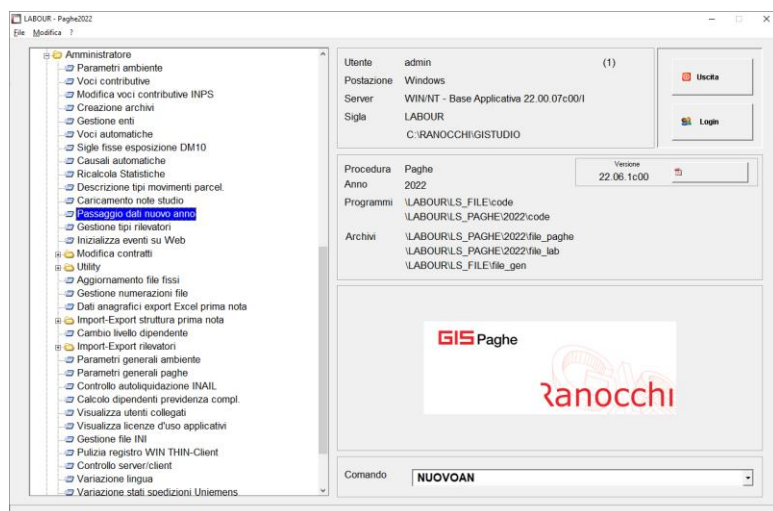 LABOUR - Paghe2022
File Modifica ?
Amministratore
Parametri ambiente
Voci contributive
Modifica voci contributive INPS
Creazione archivi
Gestione enti
Voci automatiche
Sigle fisse esposizione DM10
Causali automatiche
Ricalcola Statistiche
Descrizione tipi movimenti parcel.
Caricamento note studio
Passaggio dati nuovo anno
Gestione tipi rilevatori
Inizializza eventi su Web
Modifica contratti
Utility
Aggiornamento file fissi
Gestione numerazioni file
Dati anagrafici export Excel prima nota
Import-Export struttura prima nota
Cambio livello dipendente
Import-Export rilevatori
Parametri generali ambiente
Parametri generali paghe
Controllo autoliquidazione INAIL
Calcolo dipendenti previdenza compl.
Visualizza utenti collegati
Visualizza licenze d'uso applicativi
Gestione file INI
Pulizia registro WIN THIN-Client
Controllo server/client
Variazione lingua
Variazione stati spedizioni Uniemens
Utente admin (1)
Postazione Windows
Server WIN/NT - Base Applicativa 22.00.07c00/I
Sigla LABOUR
C:\RANOCCHI\GISTUDIO
Uscita
Login
Procedura Paghe
Anno 2022
Versione
22.06.1c00
Programmi \LABOUR\LS_FILE\code
\LABOUR\LS_PAGHE\2022\code
Archivi \LABOUR\LS_PAGHE\2022\file_paghe
\LABOUR\LS_PAGHE\2022\file_lab
\LABOUR\LS_FILE\file_gen
GIS Paghe
Ranocchi
Comando NUOVOAN